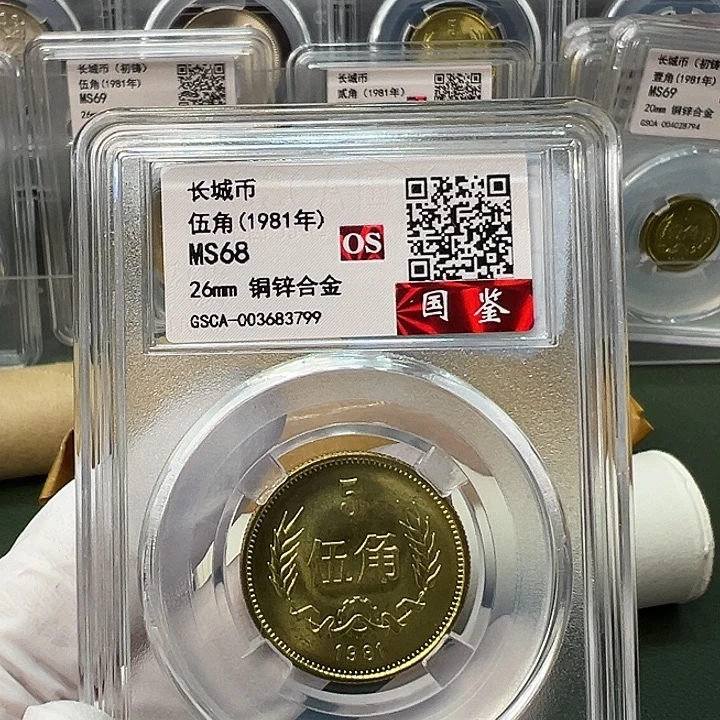 长城币（初铸）
伍角（1981年）
MS69
长城币
贰角（1981年）
长城币（初铸）
壹角（1981年）
MS69
20mm 铜锌合金
GSCA-004028794
长城币
伍角(1981年)
MS68
OS
26mm 铜锌合金
国鉴
GSCA-003683799
5
伍角
1981